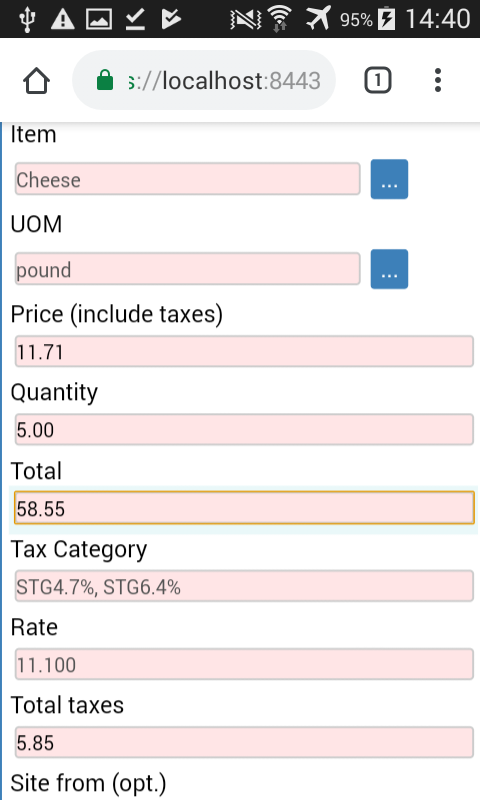 95% 14:40
s://localhost:8443 1
Item
Cheese ...
UOM
pound ...
Price (include taxes)
11.71
Quantity
5.00
Total
58.55
Tax Category
STG4.7%, STG6.4%
Rate
11.100
Total taxes
5.85
Site from (opt.)